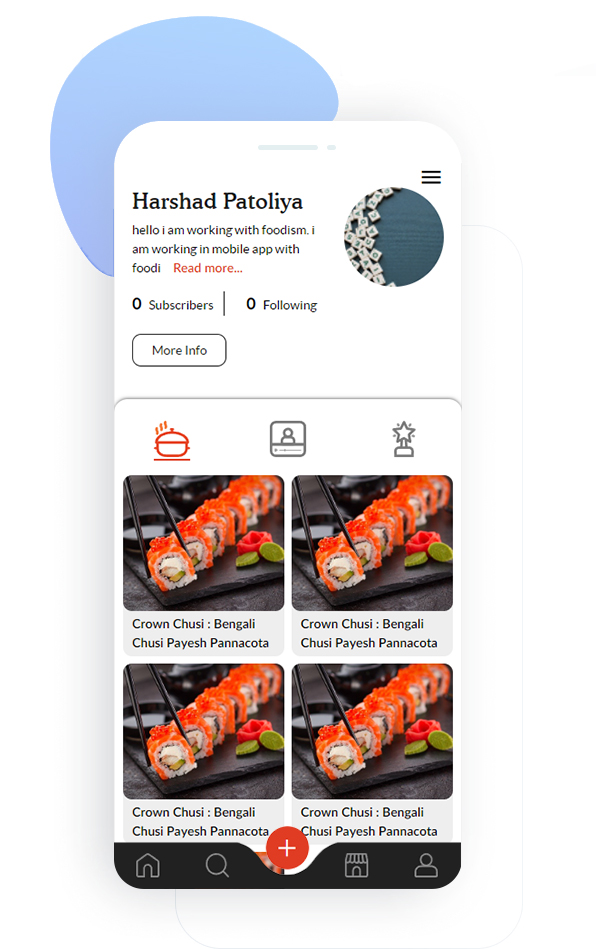 Harshad Patoliya
hello i am working with foodism. i
am working in mobile app with
foodi Read more...
0 Subscribers 0 Following
More Info
Crown Chusi : Bengali
Chusi Payesh Pannacota
Crown Chusi : Bengali
Chusi Payesh Pannacota
Crown Chusi : Bengali
Chusi Payesh Pannacota
Crown Chusi : Bengali
Chusi Payesh Pannacota